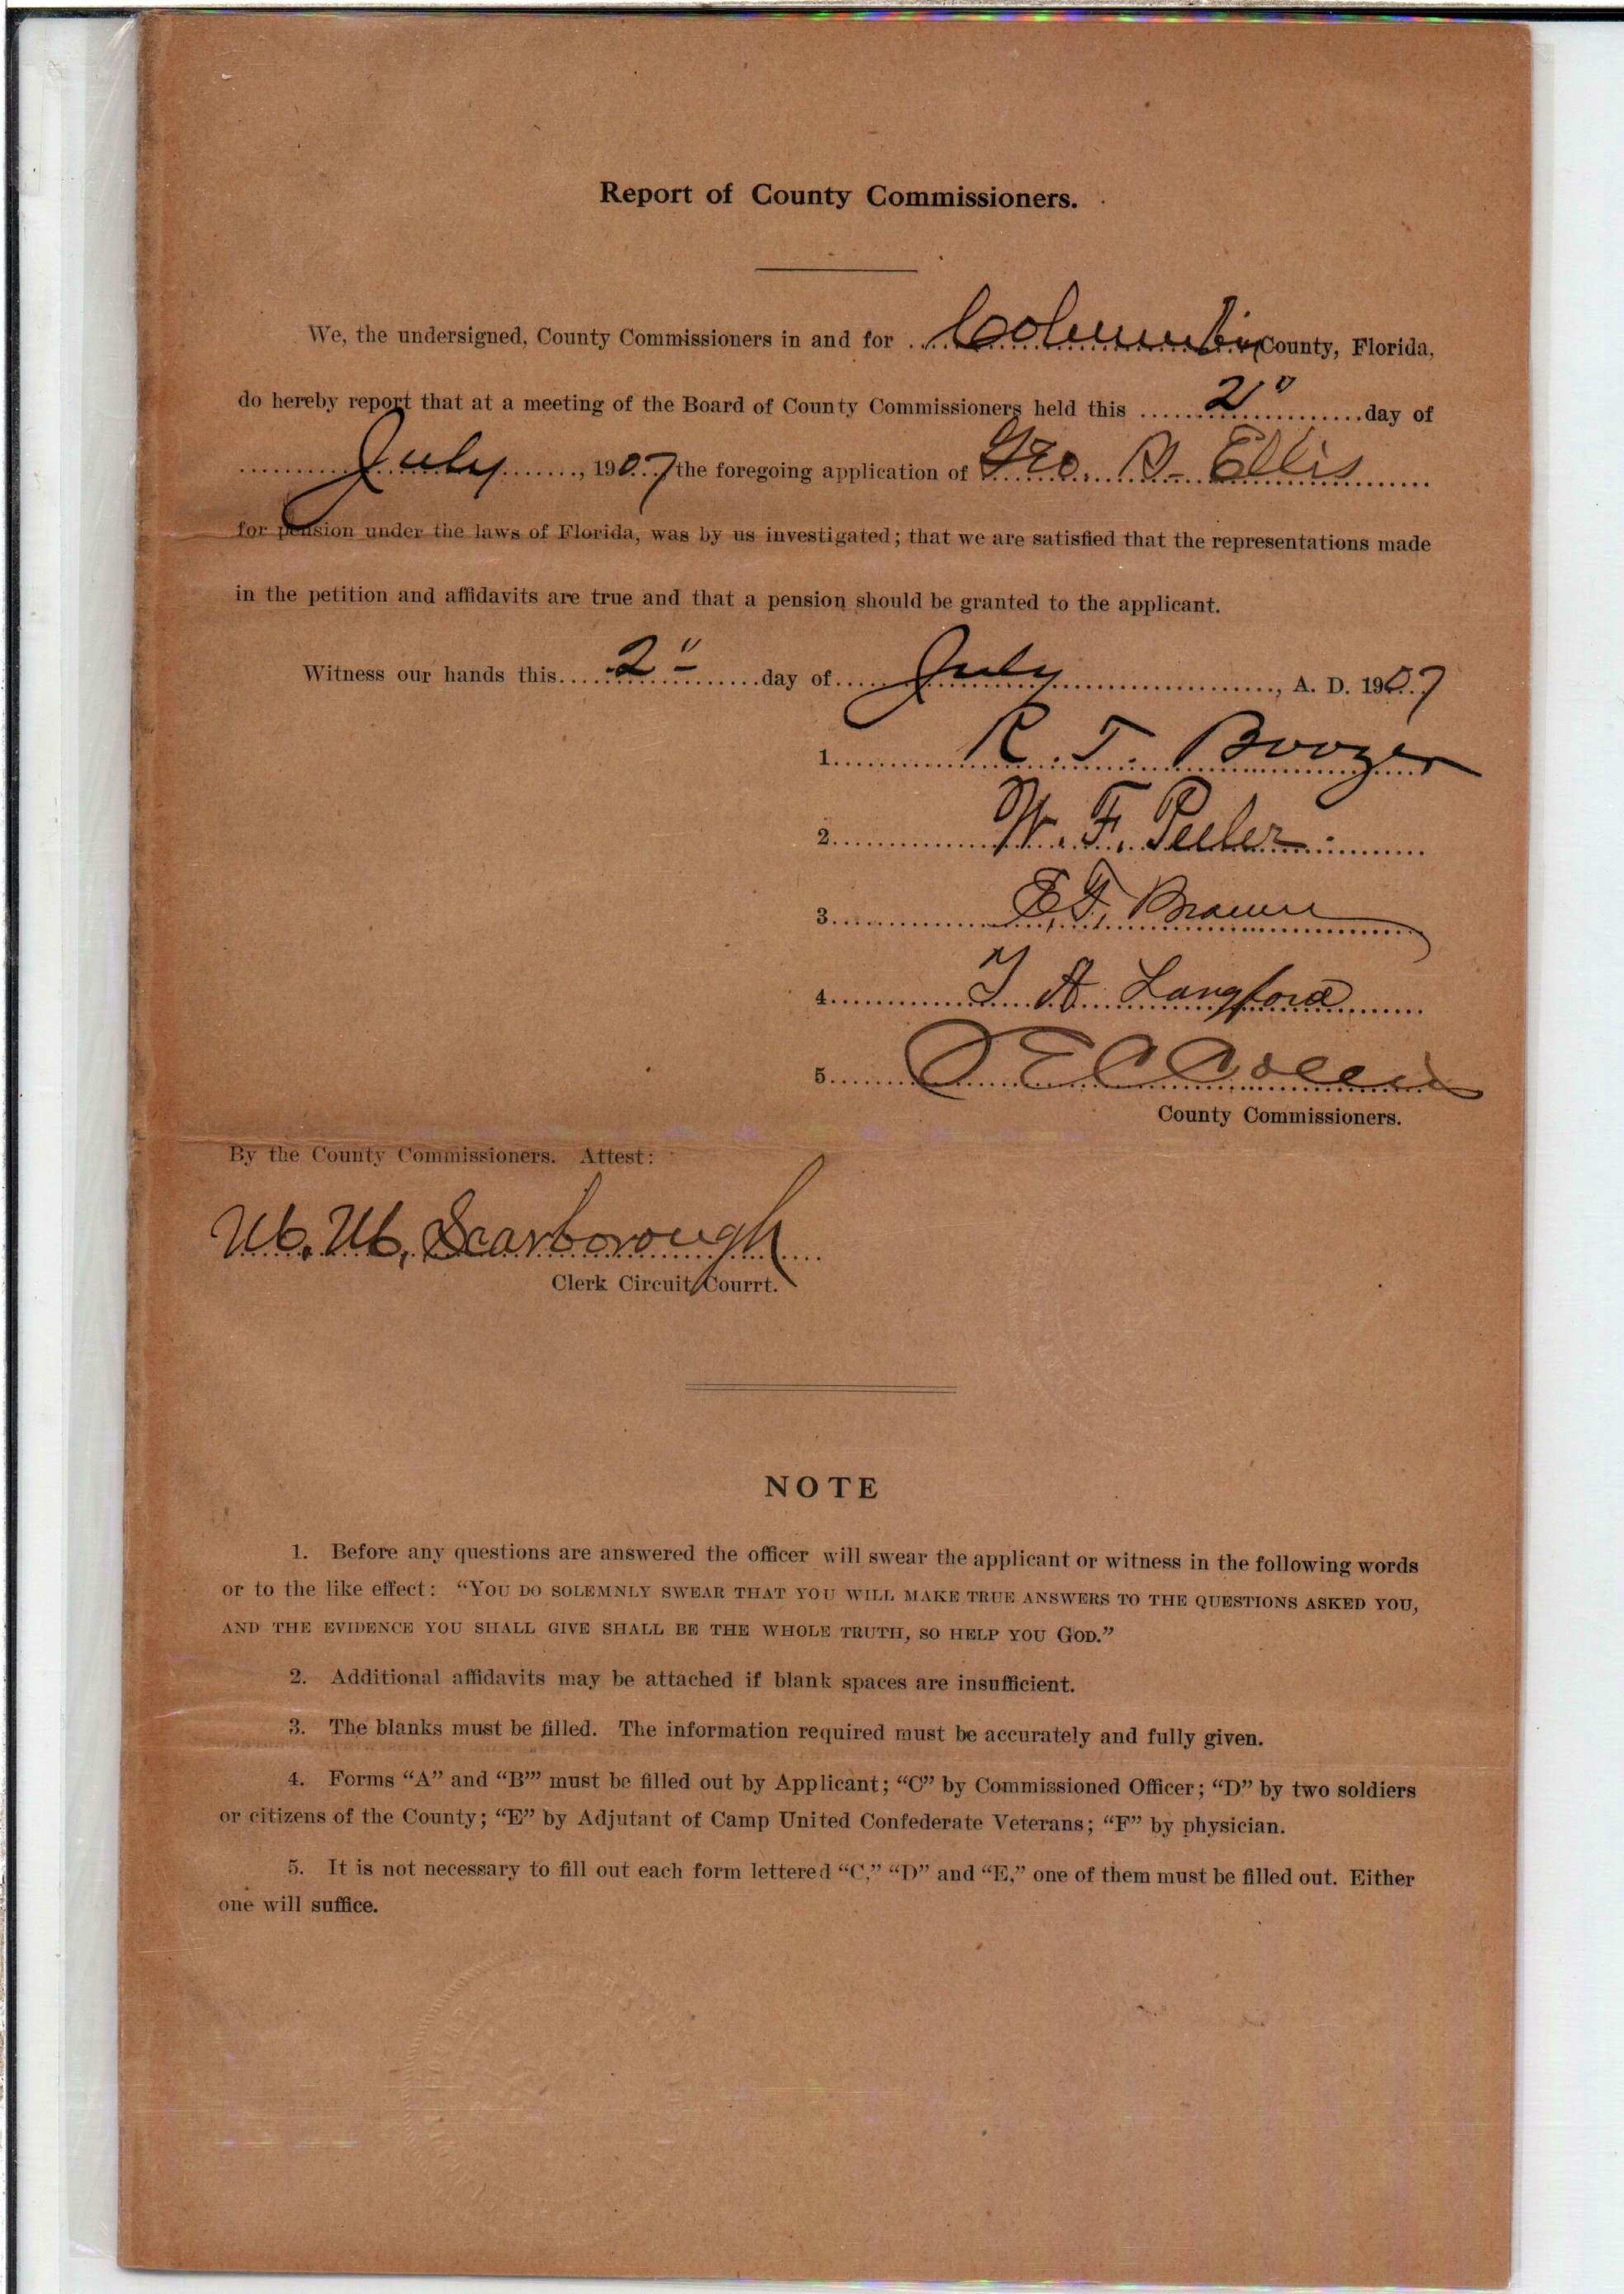 Report of County Commissioners.
We, the undersigned, County Commissioners in and for Columbia County, Florida,
do hereby report that at a meeting of the Board of County Commissioners held this 2" day of
July, 1907 the foregoing application of Geo. Ellis
for pension under the laws of Florida, was by us investigated; that we are satisfied that the representations made
in the petition and affidavits are true and that a pension should be granted to the applicant.
Witness our hands this 2" day of July, A. D. 1907
1. R. T. Boozer
2. W. F. Peeler
3. E. F. Brown
4. T A Langford
5.
County Commissioners.
By the County Commissioners. Attest:
M. M. Scarborough
Clerk Circuit Courrt.
NOTE
1. Before any questions are answered the officer will swear the applicant or witness in the following words
or to the like effect: “YOU DO SOLEMNLY SWEAR THAT YOU WILL MAKE TRUE ANSWERS TO THE QUESTIONS ASKED YOU,
AND THE EVIDENCE YOU SHALL GIVE SHALL BE THE WHOLE TRUTH, SO HELP YOU GOD.”
2. Additional affidavits may be attached if blank spaces are insufficient.
3. The blanks must be filled. The information required must be accurately and fully given.
4. Forms “A” and “B”’ must be filled out by Applicant; “C” by Commissioned Officer; “D” by two soldiers
or citizens of the County; “E” by Adjutant of Camp United Confederate Veterans; “F” by physician.
5. It is not necessary to fill out each form lettered “C,” “D” and “E,” one of them must be filled out. Either
one will suffice.